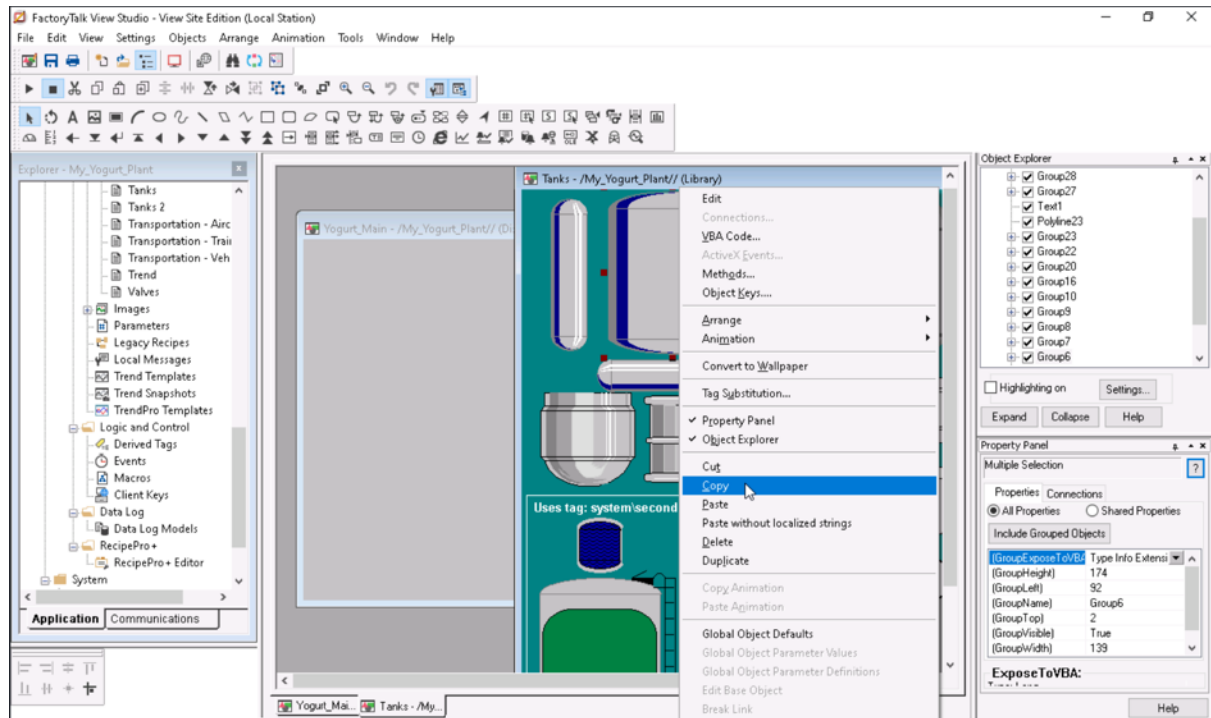 FactoryTalk View Studio - View Site Edition (Local Station)
File Edit View Settings Objects Arrange Animation Tools Window Help
Explorer - My_Yogurt_Plant
Tanks
Tanks 2
Transportation - Airc
Transportation - Train
Transportation - Veh
Trend
Valves
Images
Parameters
Legacy Recipes
Local Messages
Trend Templates
Trend Snapshots
TrendPro Templates
Logic and Control
Derived Tags
Events
Macros
Client Keys
Data Log
Data Log Models
RecipePro+
RecipePro+ Editor
System
Application Communications
Yogurt_Main - /My_Yogurt_Plant// (Di
Tanks - /My_Yogurt_Plant// (Library)
Uses tag: system\second
Edit
Connections...
VBA Code...
ActiveX Events...
Methods...
Object Keys....
Arrange
Animation
Convert to Wallpaper
Tag Substitution...
Property Panel
Object Explorer
Cut
Copy
Paste
Paste without localized strings
Delete
Duplicate
Copy Animation
Paste Animation
Global Object Defaults
Global Object Parameter Values
Global Object Parameter Definitions
Edit Base Object
Break Link
Yogurt_Mai... Tanks - /My...
Object Explorer
Group28
Group27
Text1
Polyline23
Group23
Group22
Group20
Group16
Group10
Group9
Group8
Group7
Group6
Highlighting on Settings...
Expand Collapse Help
Property Panel
Multiple Selection ?
Properties Connections
All Properties Shared Properties
Include Grouped Objects
(GroupExposeToVBA Type Info Extensi
(GroupHeight) 174
(GroupLeft) 92
(GroupName) Group6
(GroupTop) 2
(GroupVisible) True
(GroupWidth) 139
ExposeToVBA:
Help